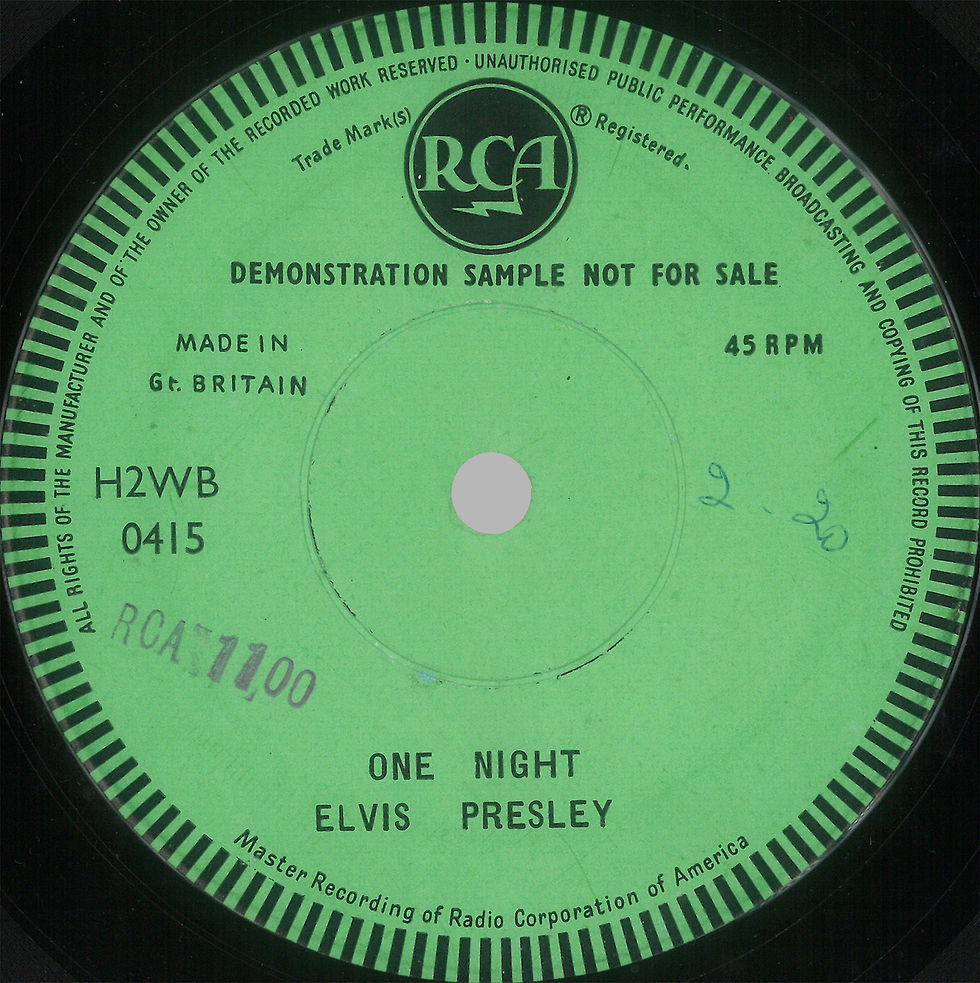 ALL RIGHTS OF THE MANUFACTURER AND OF THE OWNER OF THE RECORDED WORK RESERVED · UNAUTHORISED PUBLIC PERFORMANCE BROADCASTING AND COPYING OF THIS RECORD PROHIBITED
Trade Mark(s)
RCA
® Registered.
DEMONSTRATION SAMPLE NOT FOR SALE
MADE IN
Gt. BRITAIN
45 RPM
H2WB
0415
2 - 20
RCA 1100
ONE NIGHT
ELVIS PRESLEY
Master Recording of Radio Corporation of America